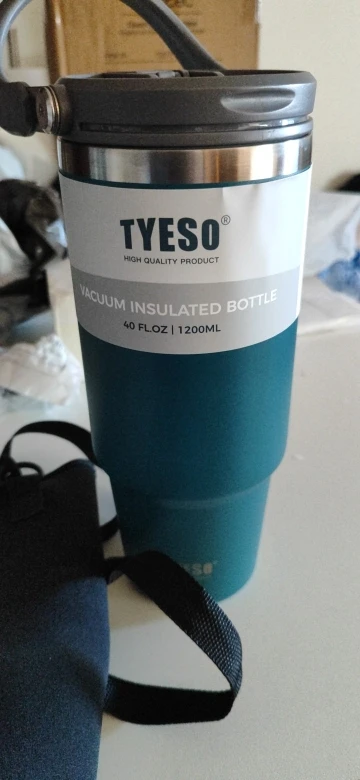 TYESO®
HIGH QUALITY PRODUCT
VACUUM INSULATED BOTTLE
40 FL.OZ | 1200ML